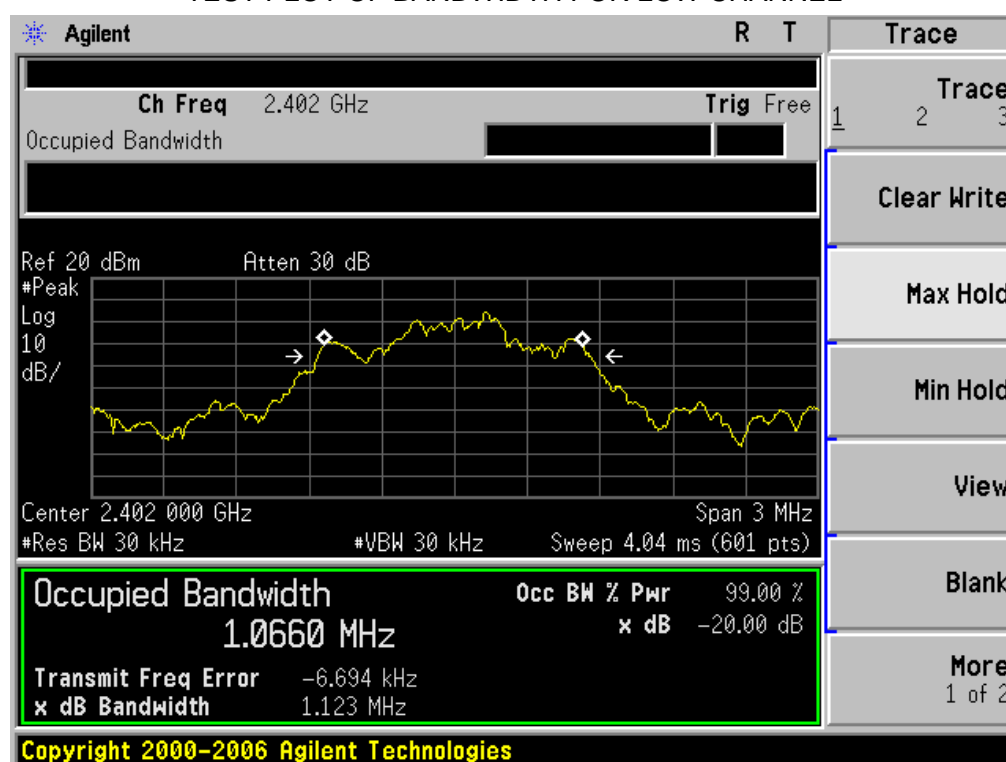 Agilent R T
Ch Freq 2.402 GHz Trig Free
Occupied Bandwidth
Ref 20 dBm Atten 30 dB
#Peak
Log
10
dB/
Center 2.402 000 GHz Span 3 MHz
#Res BW 30 kHz #VBW 30 kHz Sweep 4.04 ms (601 pts)
Occupied Bandwidth Occ BW % Pwr 99.00 %
1.0660 MHz x dB -20.00 dB
Transmit Freq Error -6.694 kHz
x dB Bandwidth 1.123 MHz
Copyright 2000-2006 Agilent Technologies
Trace
Trace
1 2 3
Clear Write
Max Hold
Min Hold
View
Blank
More
1 of 2